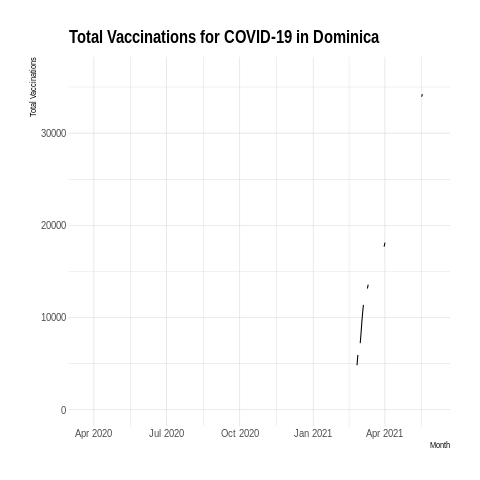 Total Vaccinations for COVID-19 in Dominica
Total Vaccinations
30000
20000
10000
0
Apr 2020
Jul 2020
Oct 2020
Jan 2021
Apr 2021
Month